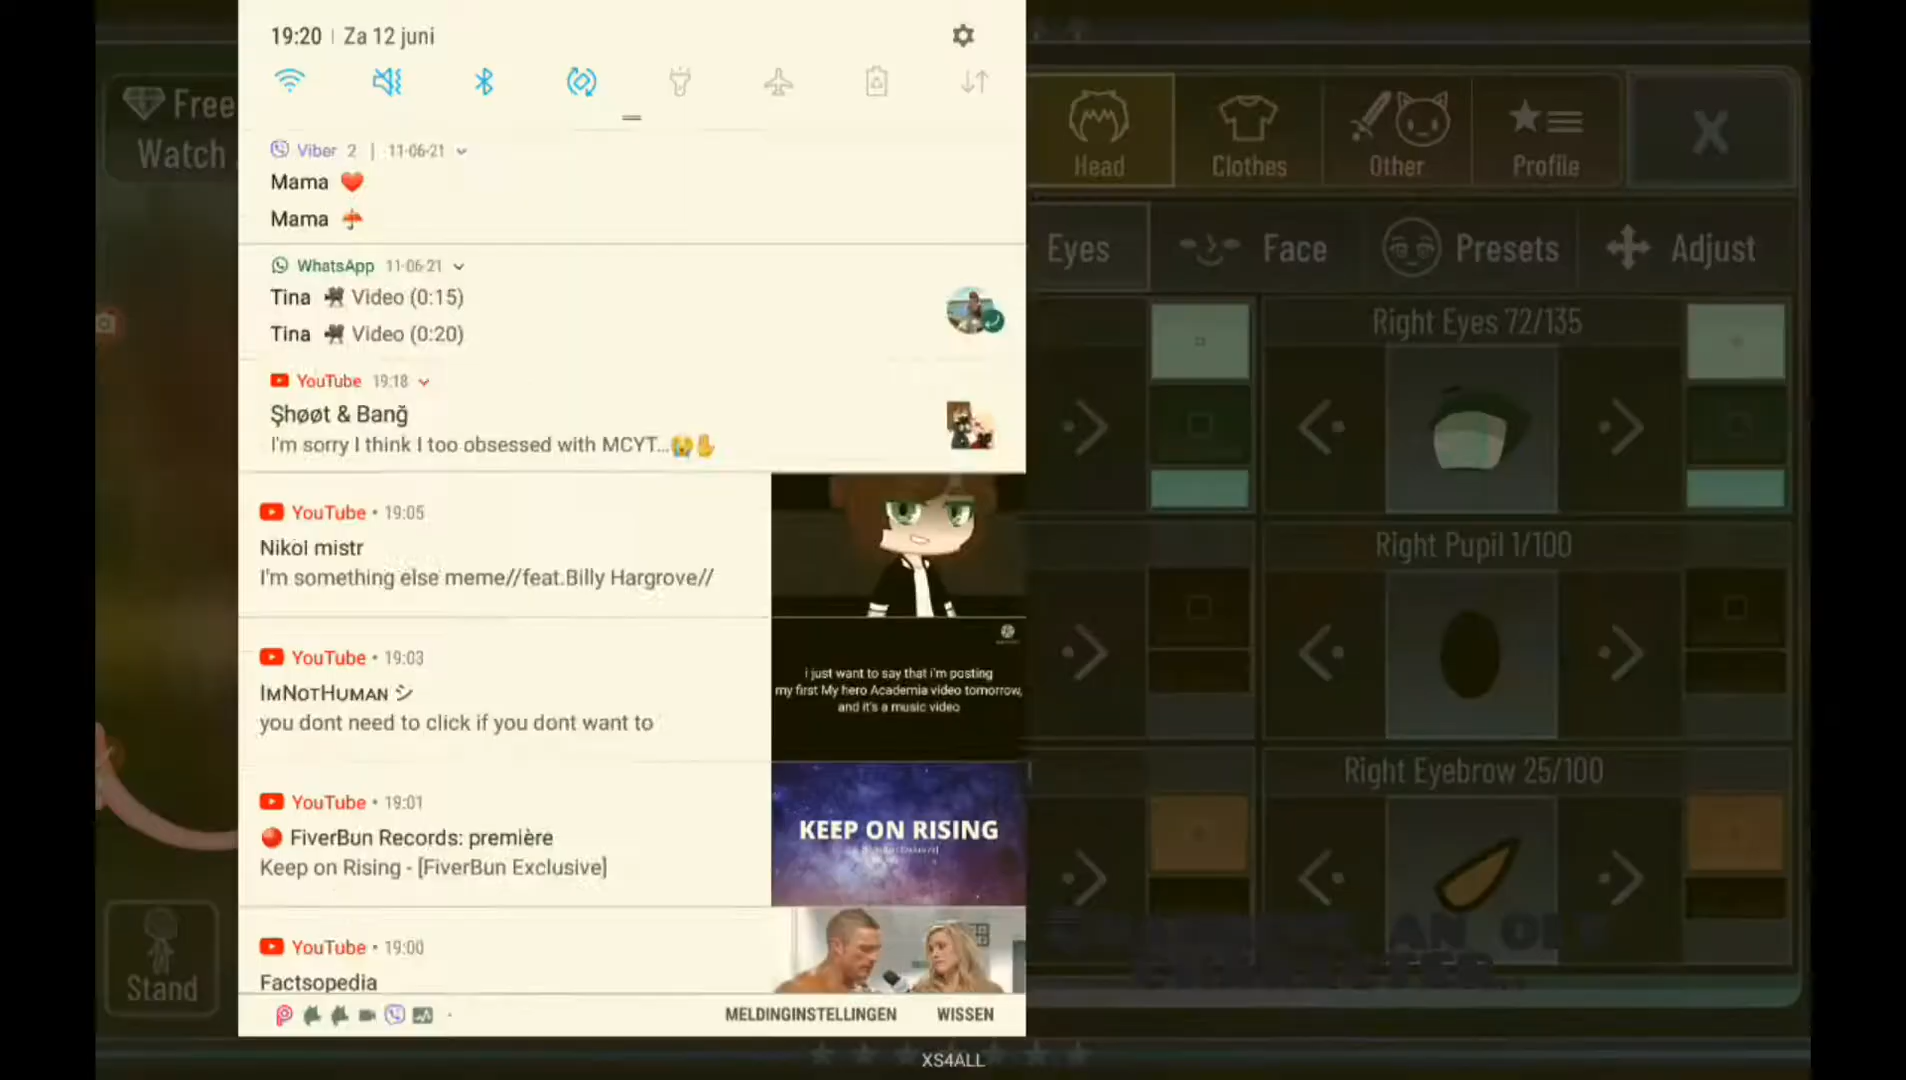 19:20 | Za 12 juni
Viber 2 | 11-06-21
Mama ❤️
Mama ☂️
WhatsApp 11-06-21
Tina 🎥 Video (0:15)
Tina 🎥 Video (0:20)
YouTube 19:18
Şhøøt & Banğ
I'm sorry I think I too obsessed with MCYT...😭✋
YouTube • 19:05
Nikol mistr
I'm something else meme//feat.Billy Hargrove//
YouTube • 19:03
IᴍNᴏᴛHᴜᴍᴀɴ シ
you dont need to click if you dont want to
i just want to say that i'm posting
my first My hero Academia video tomorrow,
and it's a music video
YouTube • 19:01
🔴 FiverBun Records: première
Keep on Rising - [FiverBun Exclusive]
KEEP ON RISING
YouTube • 19:00
Factsopedia
MELDINGINSTELLINGEN
WISSEN
XS4ALL
Free
Watch
Stand
Head
Clothes
Other
Profile
X
Eyes
Face
Presets
Adjust
Right Eyes 72/135
Right Pupil 1/100
Right Eyebrow 25/100